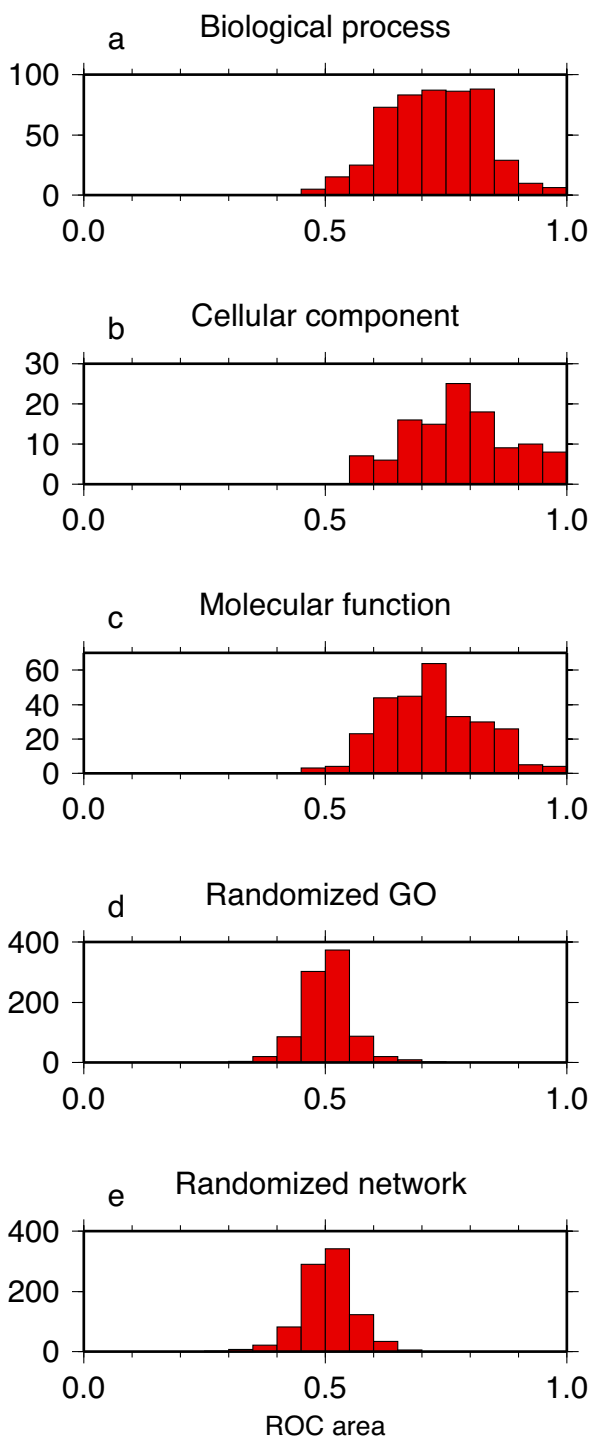 a Biological process
100
50
0
0.0 0.5 1.0
b Cellular component
30
20
10
0
0.0 0.5 1.0
c Molecular function
60
40
20
0
0.0 0.5 1.0
d Randomized GO
400
200
0
0.0 0.5 1.0
e Randomized network
400
200
0
0.0 0.5 1.0
ROC area